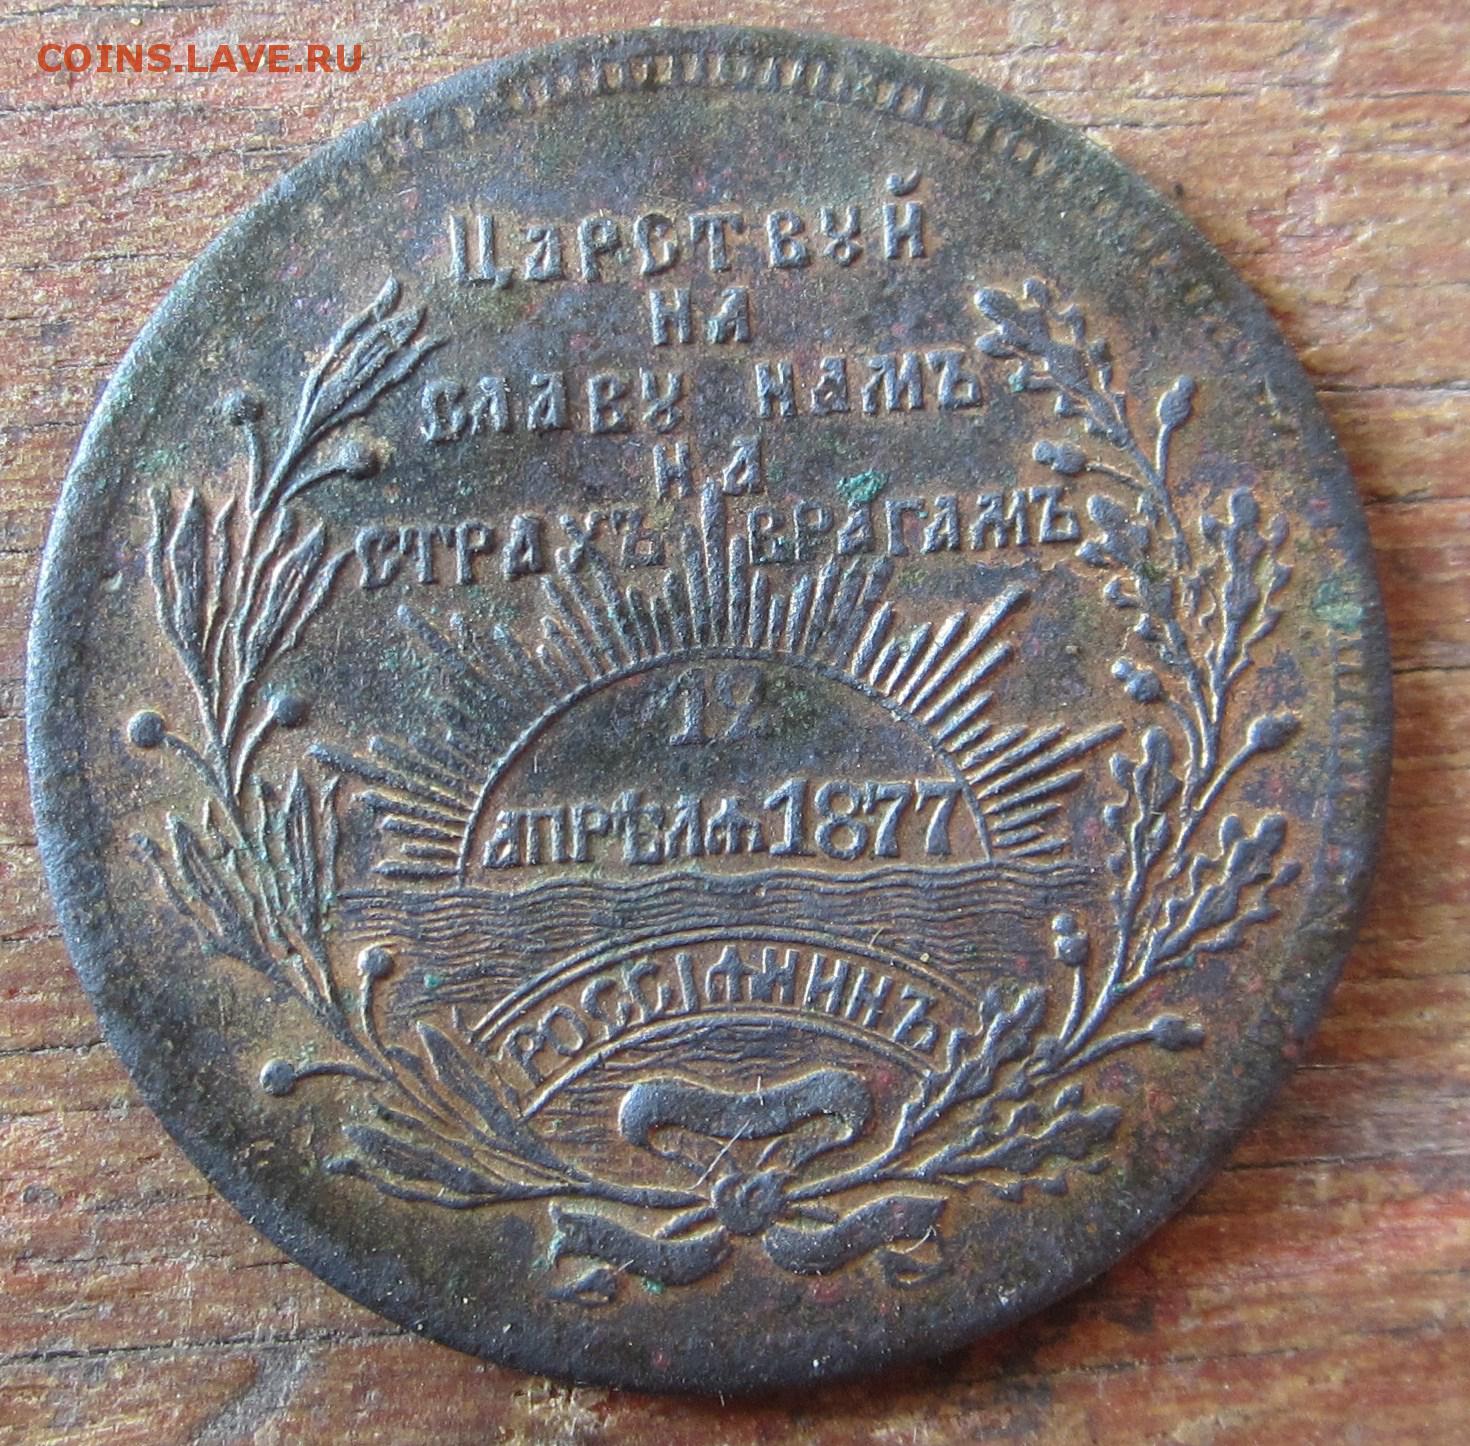 COINS.LAVE.RU
Царствуй
на
славу намъ
на
страхъ врагамъ
12
апрѣлѧ 1877
россіѧнинъ